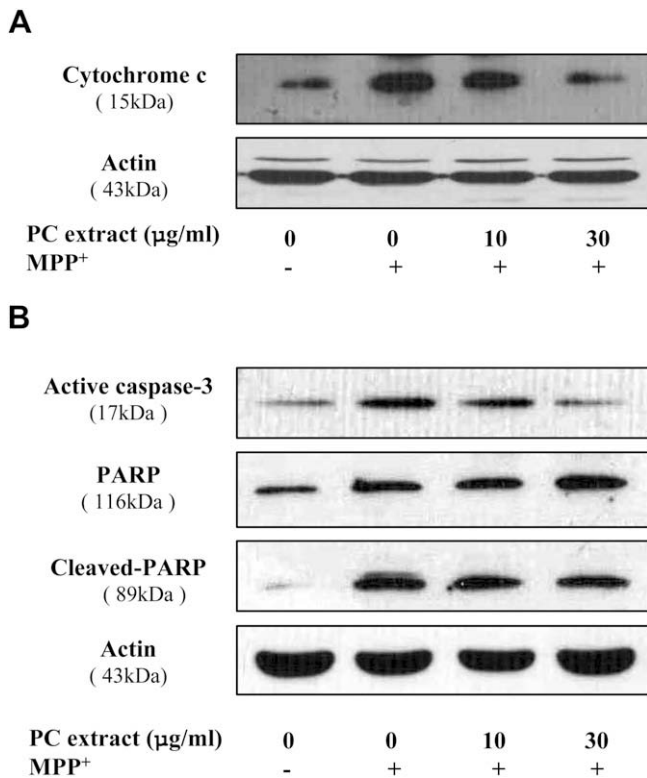 A
Cytochrome c
( 15kDa)
Actin
( 43kDa)
PC extract (μg/ml) 0 0 10 30
MPP⁺ - + + +
B
Active caspase-3
(17kDa )
PARP
( 116kDa )
Cleaved-PARP
( 89kDa )
Actin
( 43kDa)
PC extract (μg/ml) 0 0 10 30
MPP⁺ - + + +